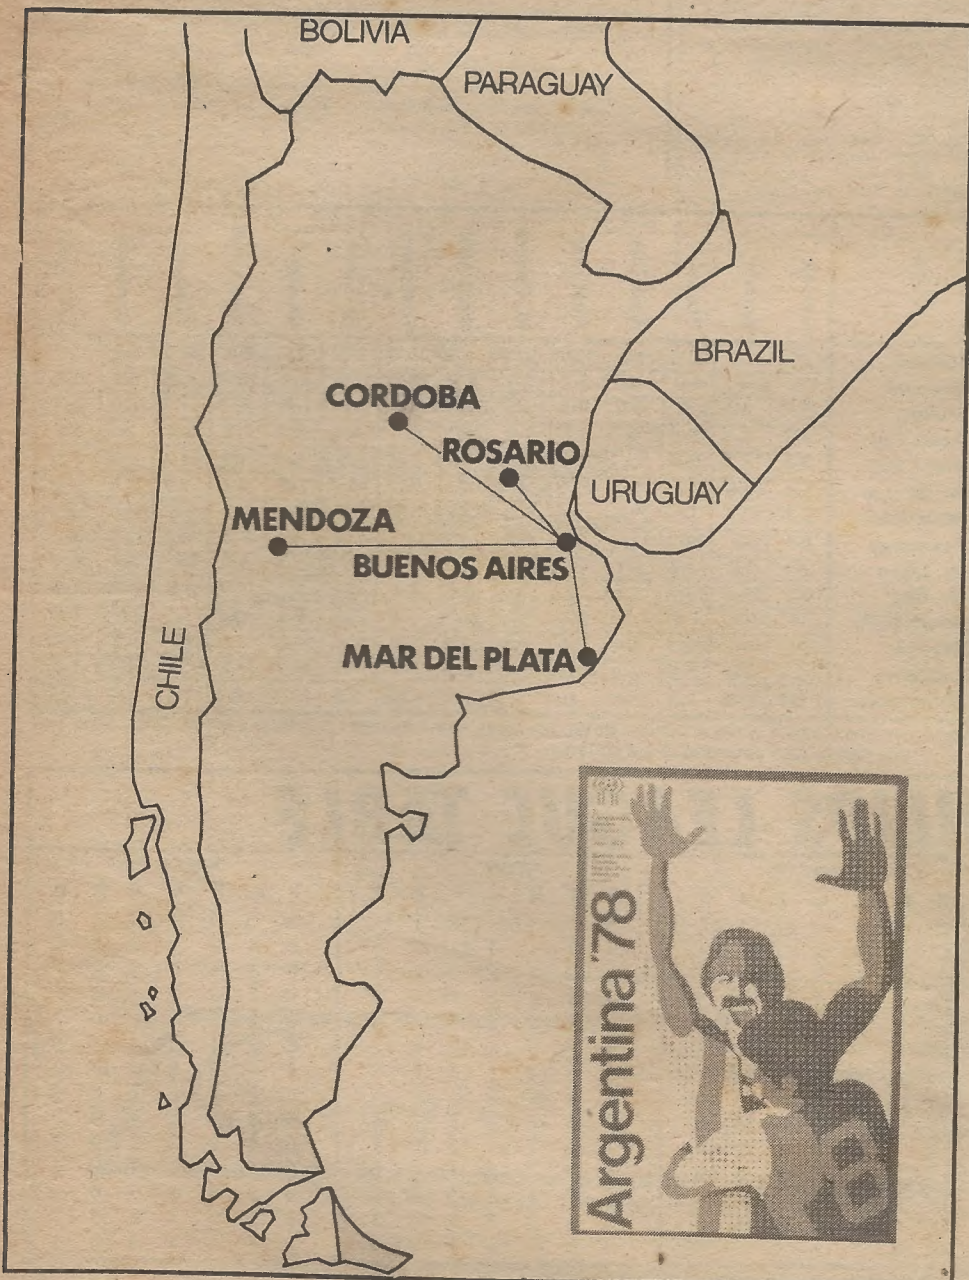 BOLIVIA
PARAGUAY
BRAZIL
CORDOBA
ROSARIO
URUGUAY
MENDOZA
BUENOS AIRES
CHILE
MAR DEL PLATA
Argentina '78